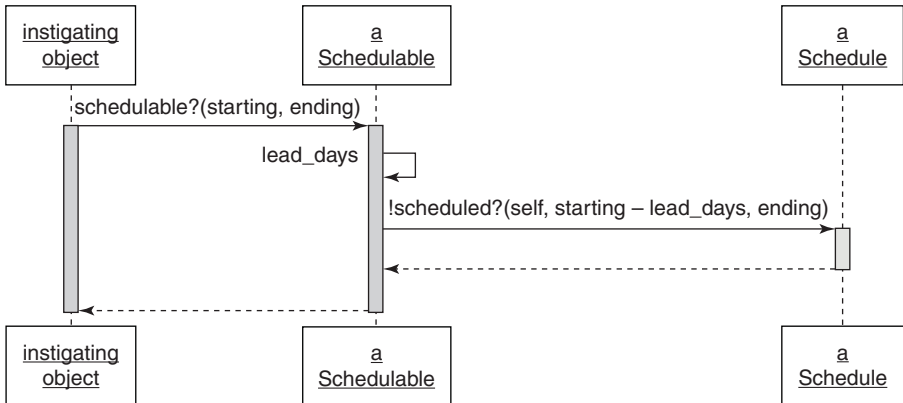 instigating
object
a
Schedulable
a
Schedule
schedulable?(starting, ending)
lead_days
!scheduled?(self, starting – lead_days, ending)
instigating
object
a
Schedulable
a
Schedule